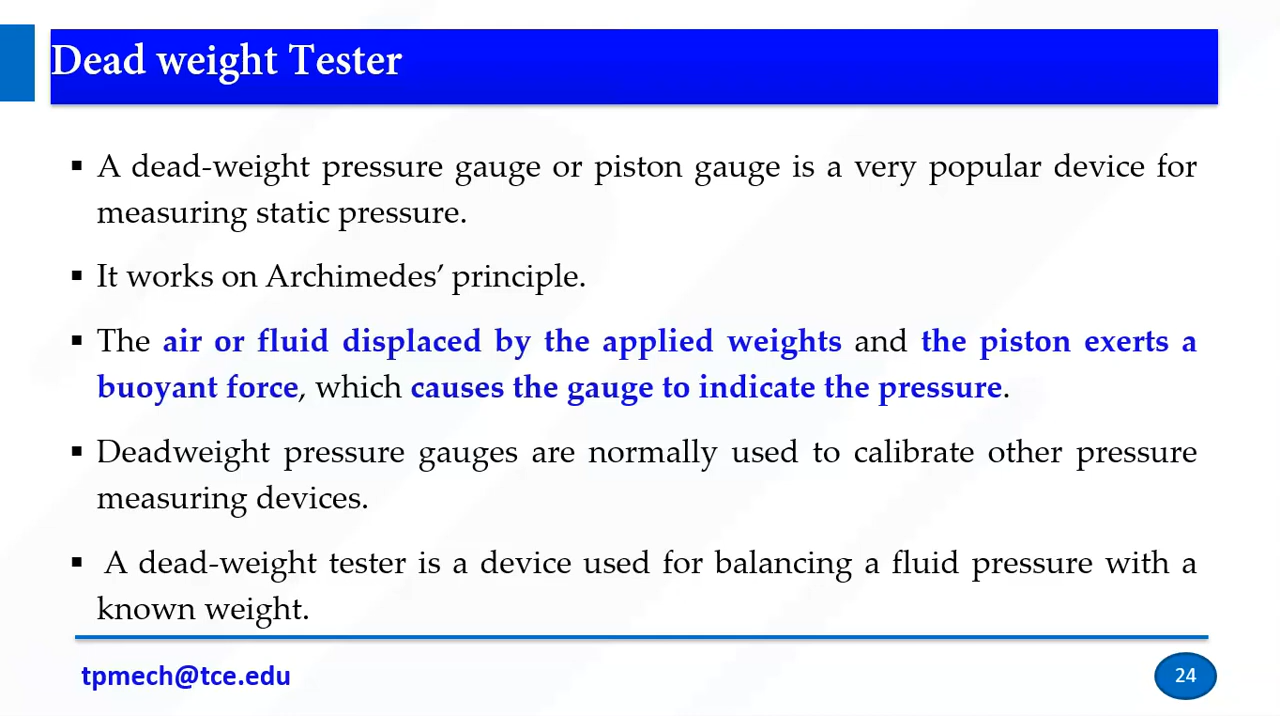 Dead weight Tester
▪ A dead-weight pressure gauge or piston gauge is a very popular device for
measuring static pressure.
▪ It works on Archimedes’ principle.
▪ The air or fluid displaced by the applied weights and the piston exerts a
buoyant force, which causes the gauge to indicate the pressure.
▪ Deadweight pressure gauges are normally used to calibrate other pressure
measuring devices.
▪ A dead-weight tester is a device used for balancing a fluid pressure with a
known weight.
tpmech@tce.edu
24